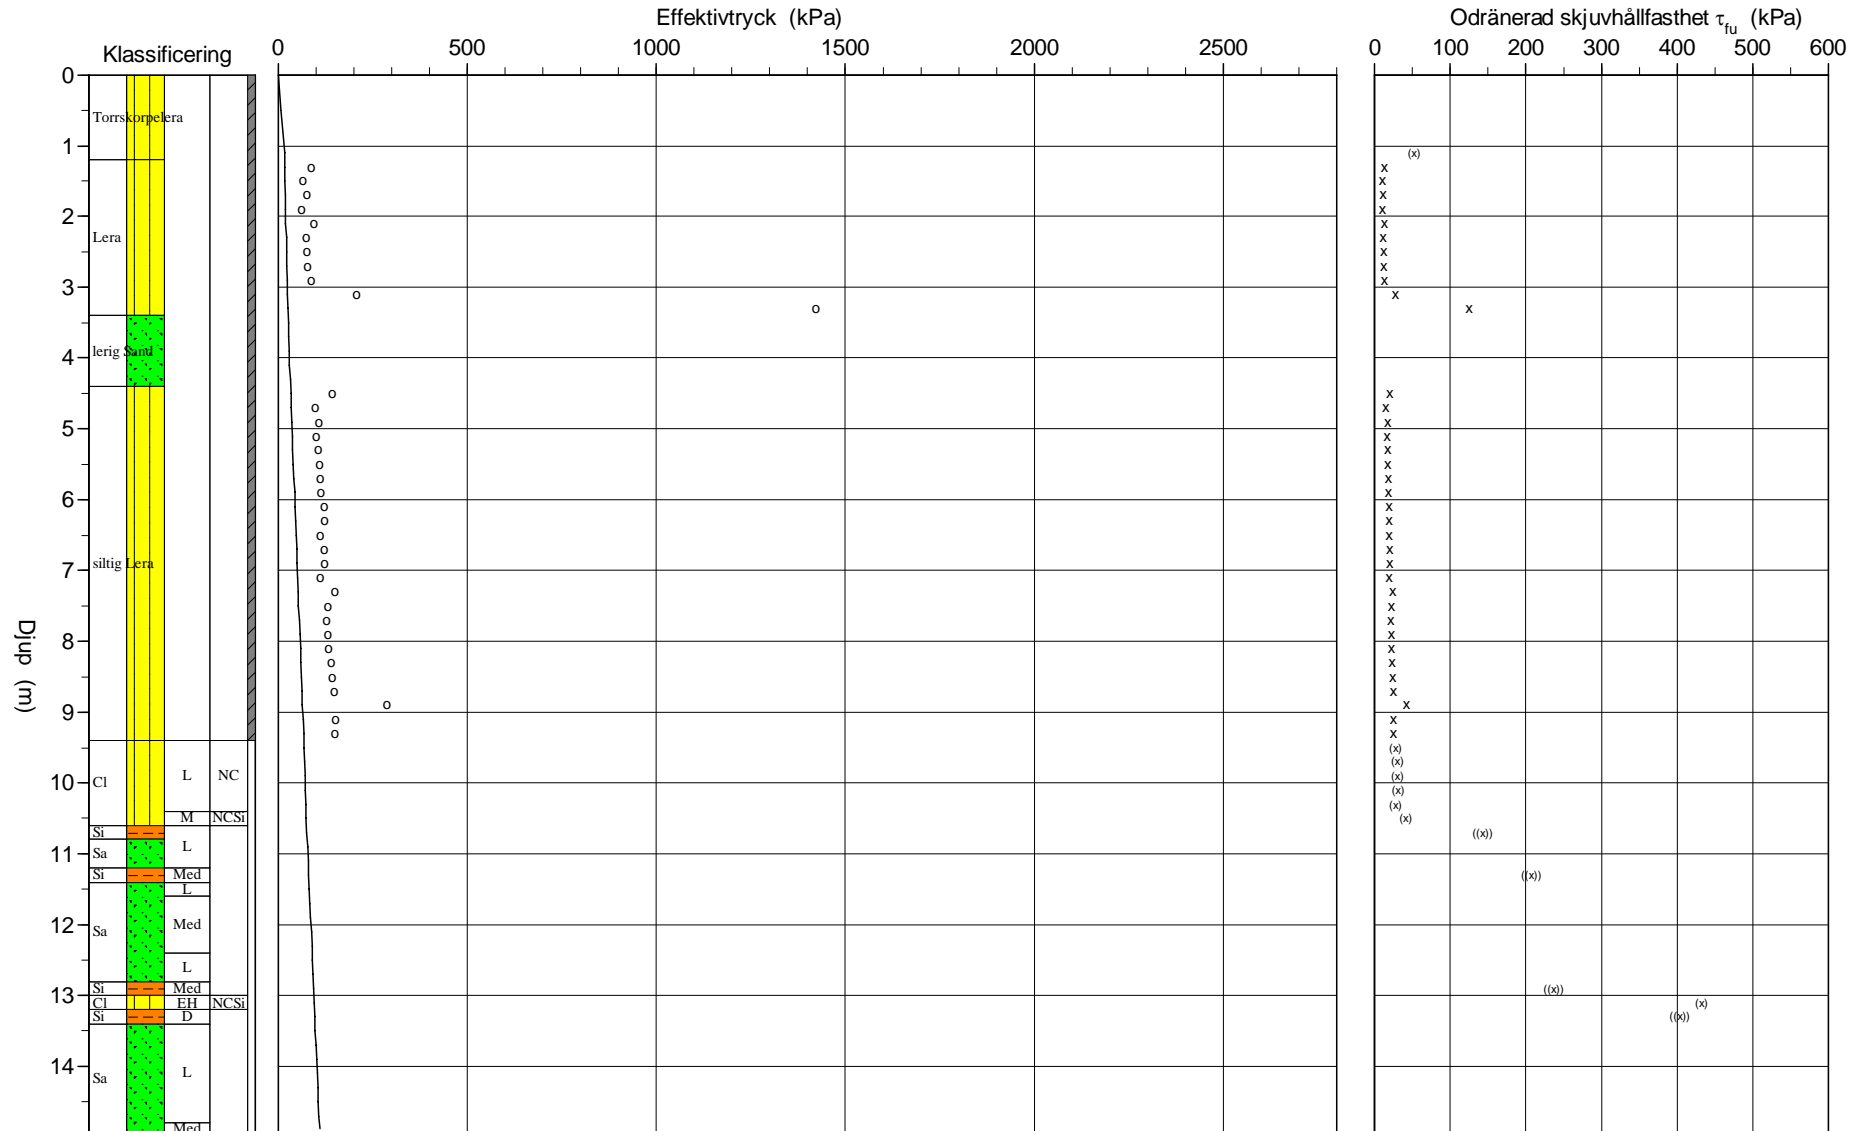 Effektivtryck (kPa)
Odränerad skjuvhållfasthet τfu (kPa)
Klassificering
0 500 1000 1500 2000 2500
0 100 200 300 400 500 600
Djup (m)
0
Torrskorpelera
1
2
Lera
3
lerig Sand
4
5
6
siltig Lera
7
8
9
Cl L NC
10
M NCSi
Si
L
Sa
11
Si Med
L
Sa Med
12
L
Si Med
13
Cl EH NCSi
Si D
14
Sa L
Med